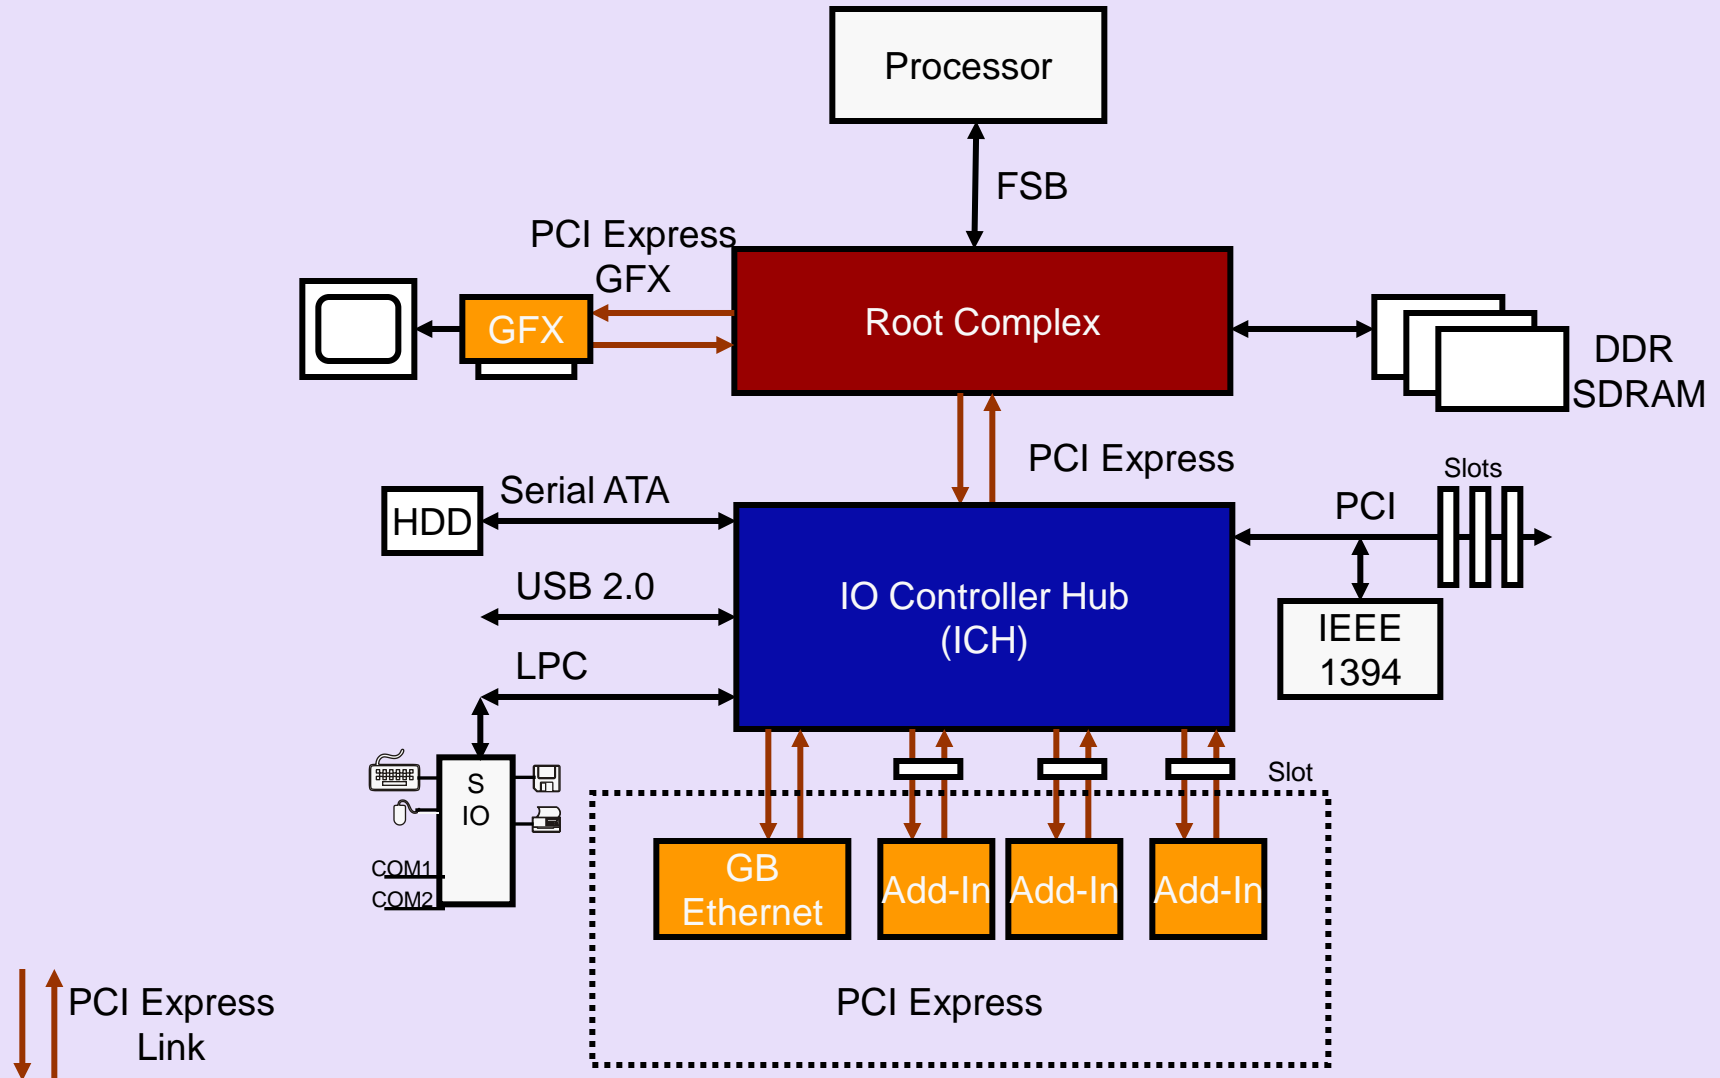 Processor
FSB
PCI Express
GFX
GFX
Root Complex
DDR
SDRAM
PCI Express
Slots
Serial ATA
HDD
PCI
USB 2.0
IO Controller Hub
(ICH)
IEEE
1394
LPC
S
IO
COM1
COM2
Slot
GB
Ethernet
Add-In
Add-In
Add-In
PCI Express
PCI Express
Link